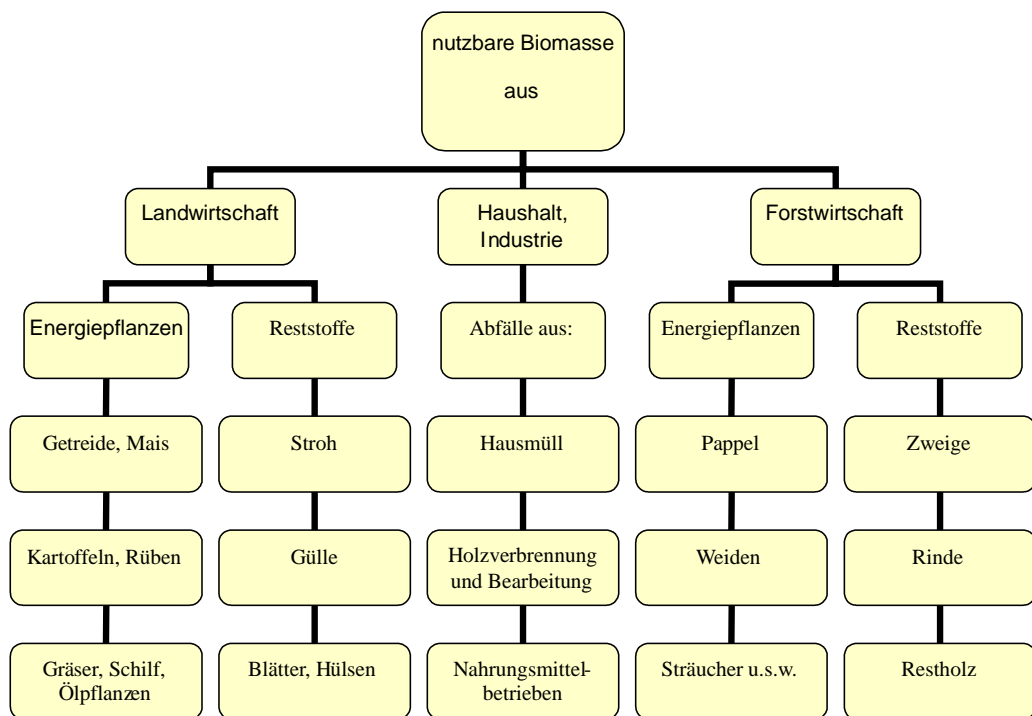 nutzbare Biomasse
aus
Landwirtschaft
Haushalt,
Industrie
Forstwirtschaft
Energiepflanzen
Reststoffe
Abfälle aus:
Energiepflanzen
Reststoffe
Getreide, Mais
Stroh
Hausmüll
Pappel
Zweige
Kartoffeln, Rüben
Gülle
Holzverbrennung
und Bearbeitung
Weiden
Rinde
Gräser, Schilf,
Ölpflanzen
Blätter, Hülsen
Nahrungsmittel-
betrieben
Sträucher u.s.w.
Restholz